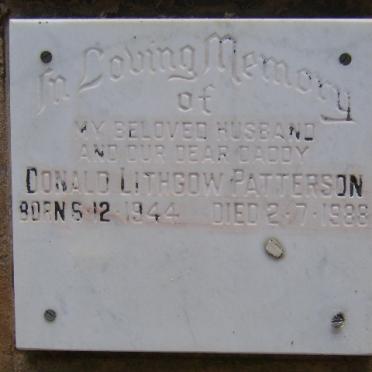 In Loving Memory
of
MY BELOVED HUSBAND
AND OUR DEAR DADDY
DONALD LITHGOW PATTERSON
BORN 6-12-1944 DIED 2-7-1988